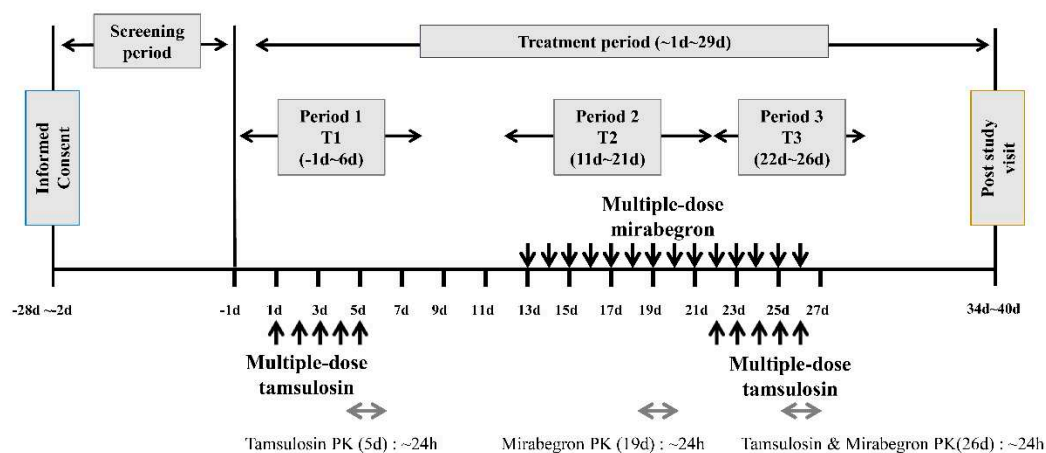 Screening
period
Treatment period (~1d~29d)
Informed
Consent
Period 1
T1
(-1d~6d)
Period 2
T2
(11d~21d)
Period 3
T3
(22d~26d)
Post study
visit
Multiple-dose
mirabegron
-28d ~-2d
-1d
1d
3d
5d
7d
9d
11d
13d
15d
17d
19d
21d
23d
25d
27d
34d~40d
Multiple-dose
tamsulosin
Multiple-dose
tamsulosin
Tamsulosin PK (5d) : ~24h
Mirabegron PK (19d) : ~24h
Tamsulosin & Mirabegron PK(26d) : ~24h